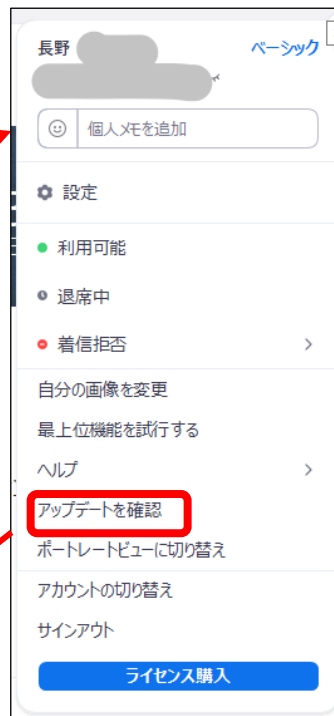 長野
ベーシック
個人メモを追加
設定
利用可能
退席中
着信拒否
自分の画像を変更
最上位機能を試行する
ヘルプ
アップデートを確認
ポートレートビューに切り替え
アカウントの切り替え
サインアウト
ライセンス購入